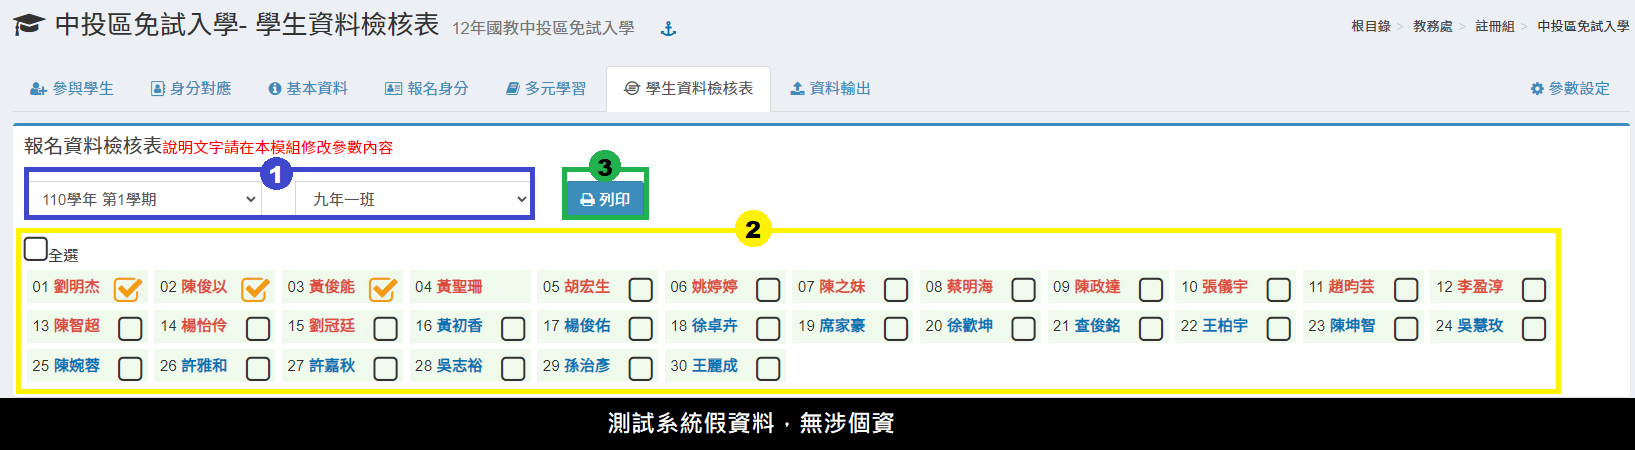 中投區免試入學- 學生資料檢核表 12年國教中投區免試入學
根目錄 > 教務處 > 註冊組 > 中投區免試入學
參與學生 身分對應 基本資料 報名身分 多元學習 學生資料檢核表 資料輸出 參數設定
報名資料檢核表說明文字請在本模組修改參數內容
1 3
110學年 第1學期 九年一班 列印
2
全選
01 劉明杰 02 陳俊以 03 黃俊能 04 黃聖珊 05 胡宏生 06 姚婷婷 07 陳之妹 08 蔡明海 09 陳政達 10 張儀宇 11 趙昀芸 12 李盈淳
13 陳智超 14 楊怡伶 15 劉冠廷 16 黃初香 17 楊俊佑 18 徐卓卉 19 席家豪 20 徐歡坤 21 查俊銘 22 王柏宇 23 陳坤智 24 吳慧玫
25 陳婉蓉 26 許雅和 27 許嘉秋 28 吳志裕 29 孫治彥 30 王麗成
測試系統假資料，無涉個資